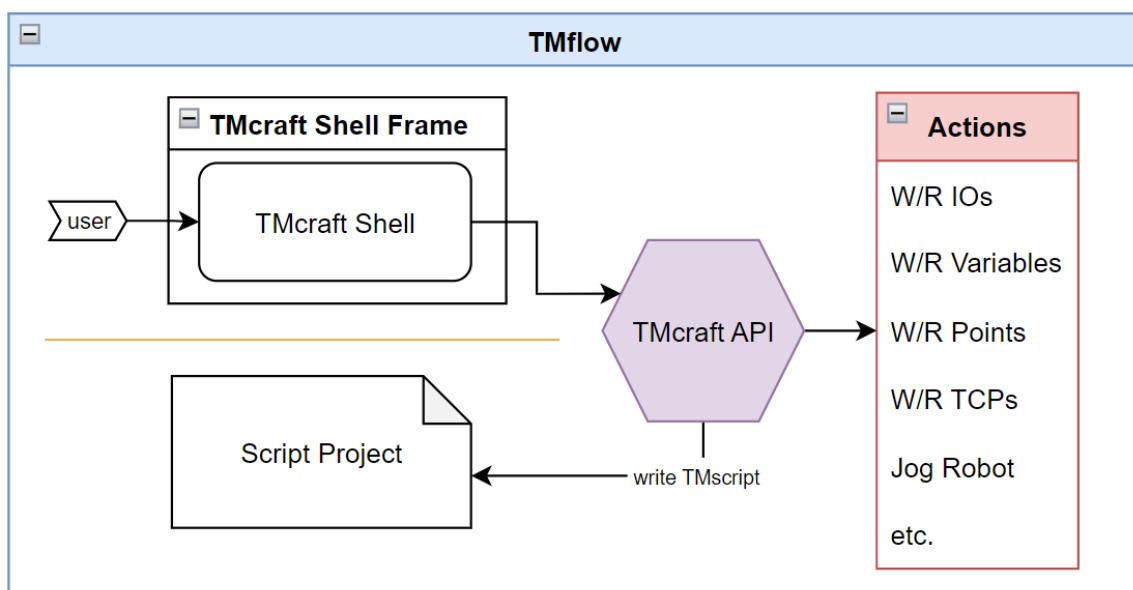 TMflow
TMcraft Shell Frame
Actions
user
TMcraft Shell
W/R IOs
W/R Variables
TMcraft API
W/R Points
W/R TCPs
Script Project
write TMscript
Jog Robot
etc.